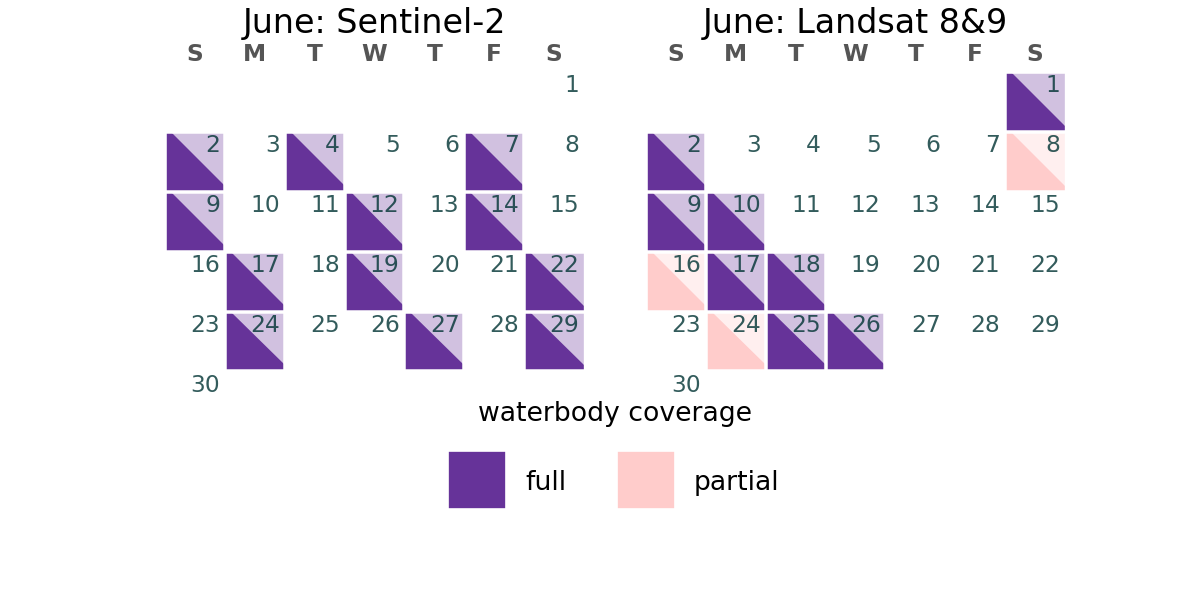 June: Sentinel-2
S M T W T F S
1
2 3 4 5 6 7 8
9 10 11 12 13 14 15
16 17 18 19 20 21 22
23 24 25 26 27 28 29
30
June: Landsat 8&9
S M T W T F S
1
2 3 4 5 6 7 8
9 10 11 12 13 14 15
16 17 18 19 20 21 22
23 24 25 26 27 28 29
30
waterbody coverage
full
partial